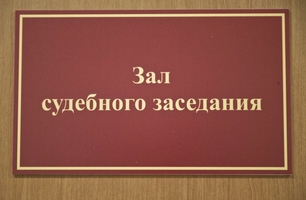 Зал
судебного заседания